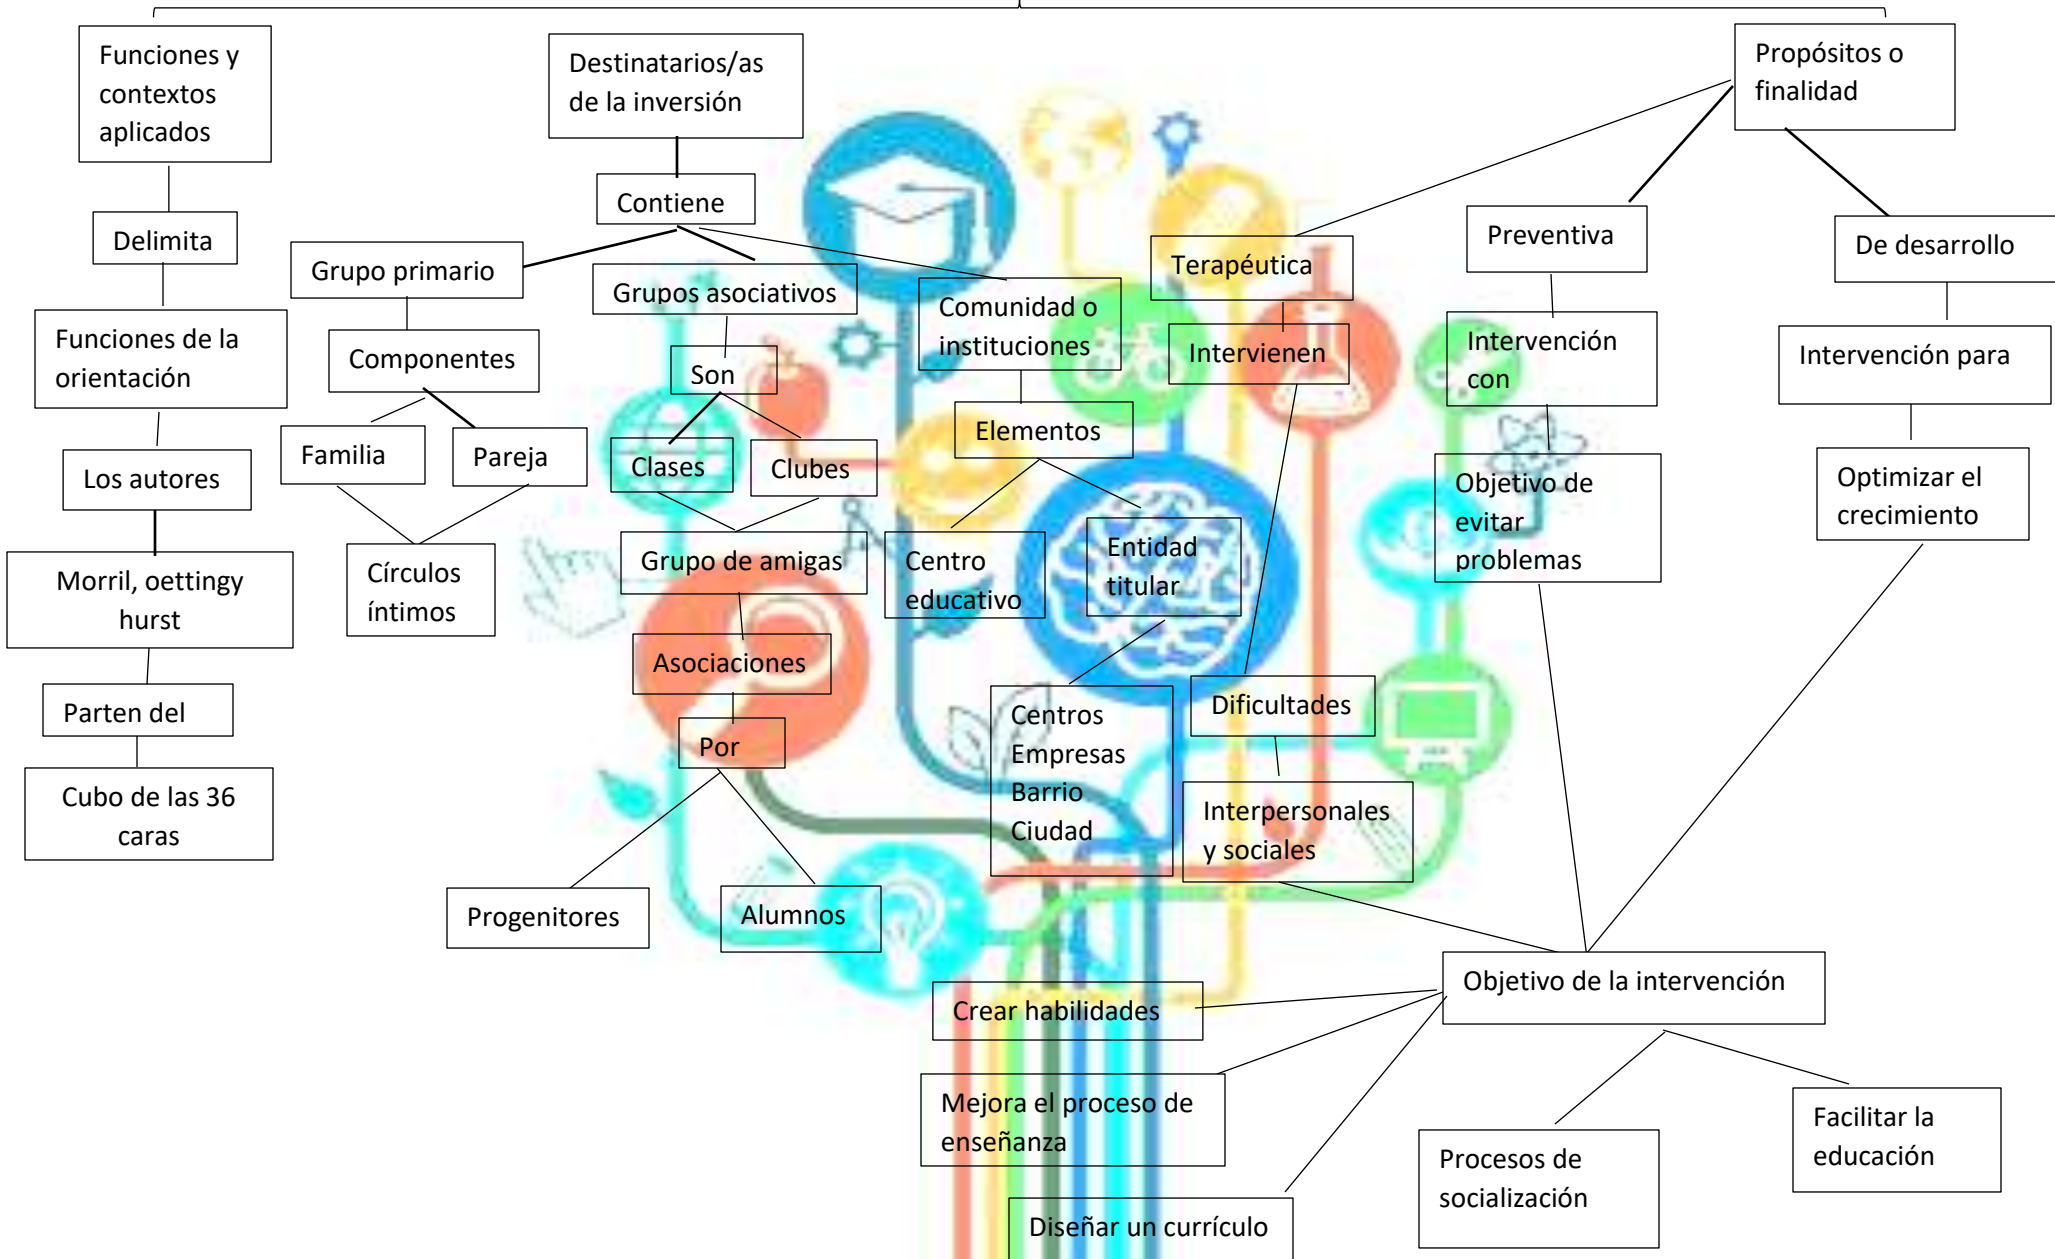 Funciones y
contextos
aplicados
Delimita
Funciones de la
orientación
Los autores
Morril, oettingy
hurst
Parten del
Cubo de las 36
caras
Destinatarios/as
de la inversión
Contiene
Grupo primario
Componentes
Familia
Pareja
Círculos
íntimos
Grupos asociativos
Son
Clases
Clubes
Grupo de amigas
Asociaciones
Por
Progenitores
Alumnos
Comunidad o
instituciones
Elementos
Centro
educativo
Entidad
titular
Centros
Empresas
Barrio
Ciudad
Propósitos o
finalidad
Terapéutica
Intervienen
Dificultades
Interpersonales
y sociales
Preventiva
Intervención
con
Objetivo de
evitar
problemas
De desarrollo
Intervención para
Optimizar el
crecimiento
Objetivo de la intervención
Crear habilidades
Mejora el proceso de
enseñanza
Diseñar un currículo
Procesos de
socialización
Facilitar la
educación